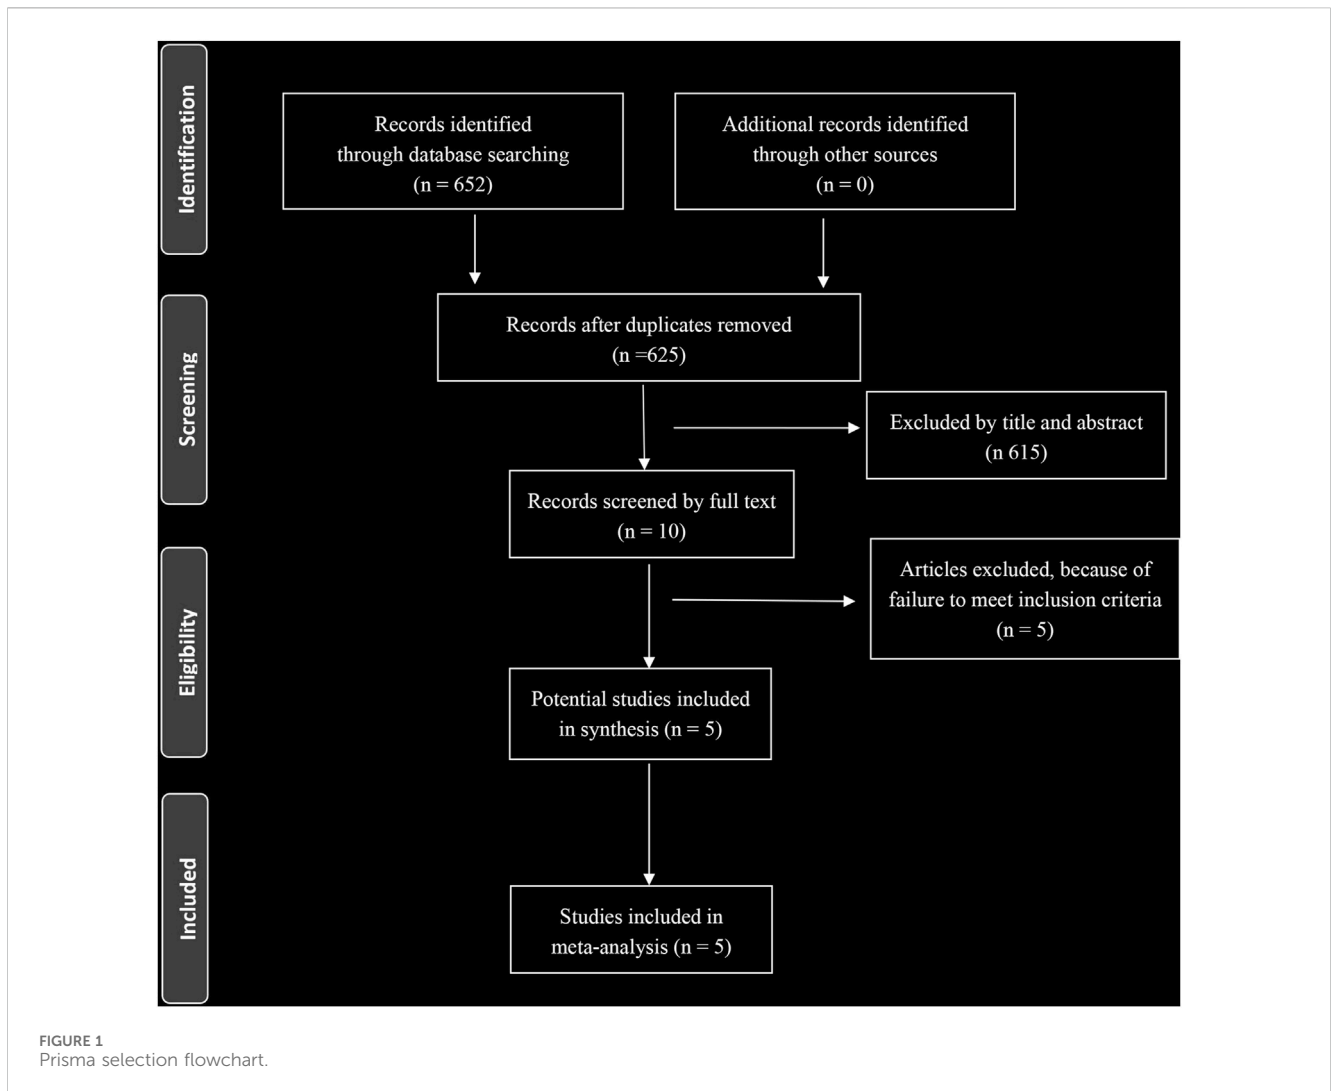 Identification
Records identified
through database searching
(n = 652)
Additional records identified
through other sources
(n = 0)
Screening
Records after duplicates removed
(n =625)
Excluded by title and abstract
(n 615)
Records screened by full text
(n = 10)
Eligibility
Articles excluded, because of
failure to meet inclusion criteria
(n = 5)
Potential studies included
in synthesis (n = 5)
Included
Studies included in
meta-analysis (n = 5)
FIGURE 1
Prisma selection flowchart.